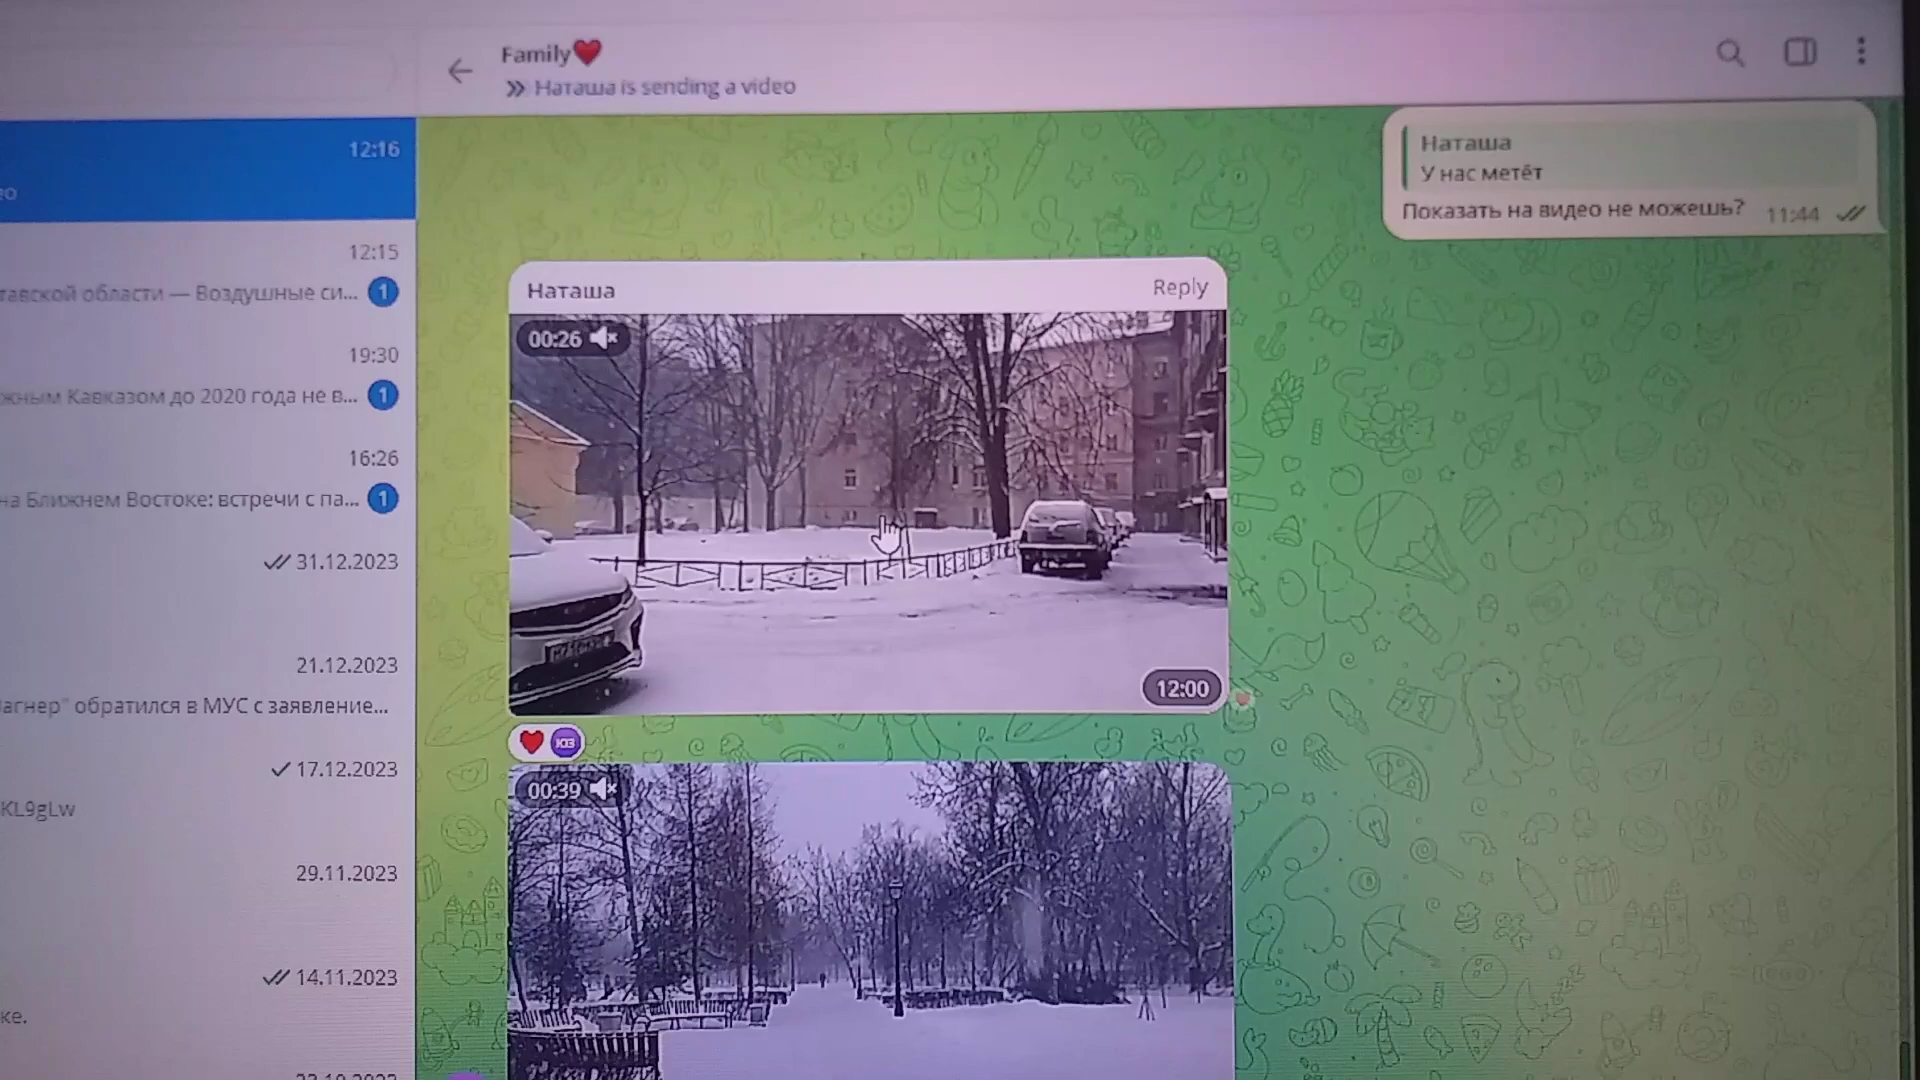 Family❤️
Наташа is sending a video
12:16
ео
12:15
тавской области — Воздушные си... 1
19:30
жным Кавказом до 2020 года не в... 1
16:26
на Ближнем Востоке: встречи с па... 1
31.12.2023
21.12.2023
агнер" обратился в МУС с заявление...
17.12.2023
KL9gLw
29.11.2023
14.11.2023
ке.
Наташа
У нас метёт
Показать на видео не можешь? 11:44
Наташа Reply
00:26
12:00
ЮЗ
00:39